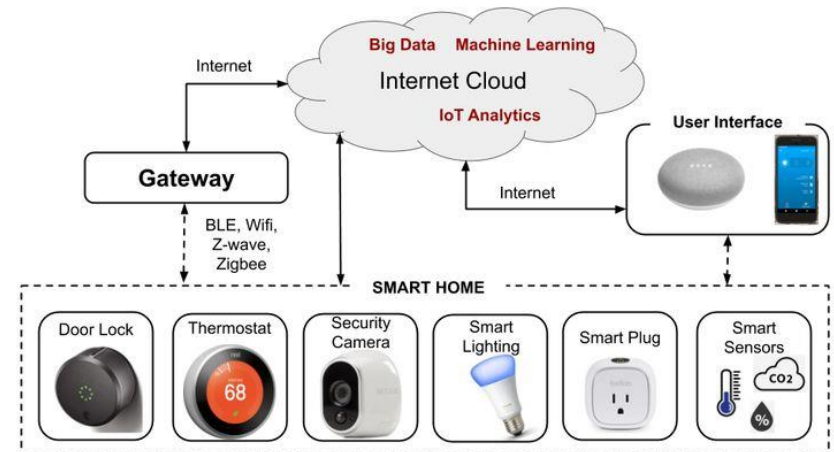 Big Data Machine Learning
Internet
Internet Cloud
IoT Analytics
User Interface
Gateway
Internet
BLE, Wifi,
Z-wave,
Zigbee
SMART HOME
Door Lock
Thermostat
Security
Camera
Smart
Lighting
Smart Plug
Smart
Sensors
nest
68
CO2
%